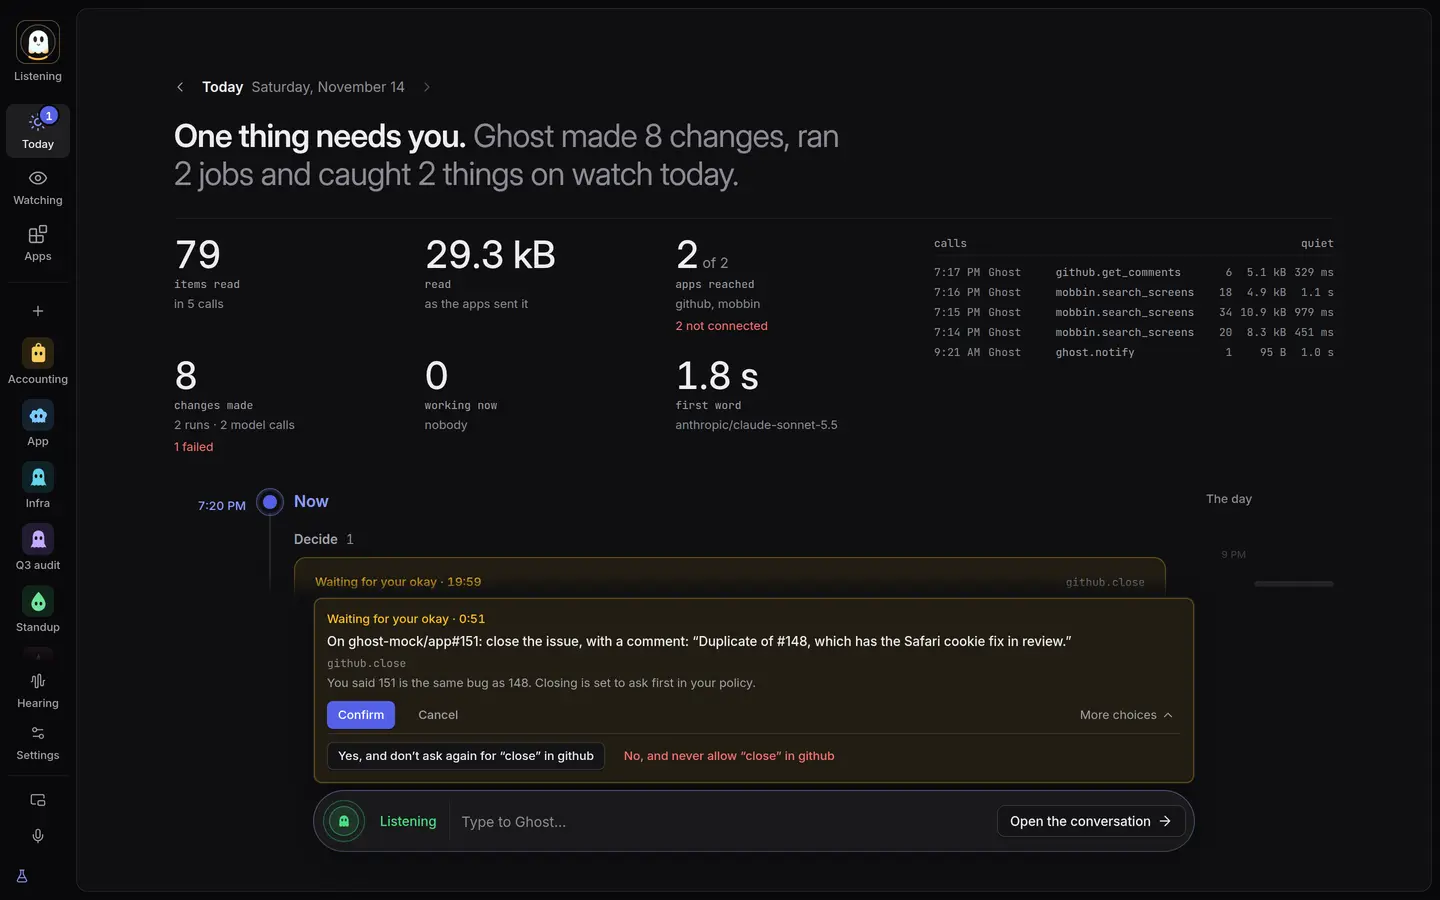 Listening
1
Today
Watching
Apps
Accounting
App
Infra
Q3 audit
Standup
Hearing
Settings
Today Saturday, November 14
One thing needs you. Ghost made 8 changes, ran
2 jobs and caught 2 things on watch today.
79
items read
in 5 calls
29.3 kB
read
as the apps sent it
2 of 2
apps reached
github, mobbin
2 not connected
8
changes made
2 runs · 2 model calls
1 failed
0
working now
nobody
1.8 s
first word
anthropic/claude-sonnet-5.5
calls quiet
7:17 PM Ghost github.get_comments 6 5.1 kB 329 ms
7:16 PM Ghost mobbin.search_screens 18 4.9 kB 1.1 s
7:15 PM Ghost mobbin.search_screens 34 10.9 kB 979 ms
7:14 PM Ghost mobbin.search_screens 20 8.3 kB 451 ms
9:21 AM Ghost ghost.notify 1 95 B 1.0 s
7:20 PM Now
The day
9 PM
Decide 1
Waiting for your okay · 19:59 github.close
Waiting for your okay · 0:51
On ghost-mock/app#151: close the issue, with a comment: “Duplicate of #148, which has the Safari cookie fix in review.”
github.close
You said 151 is the same bug as 148. Closing is set to ask first in your policy.
Confirm Cancel More choices
Yes, and don’t ask again for “close” in github No, and never allow “close” in github
Listening Type to Ghost... Open the conversation →